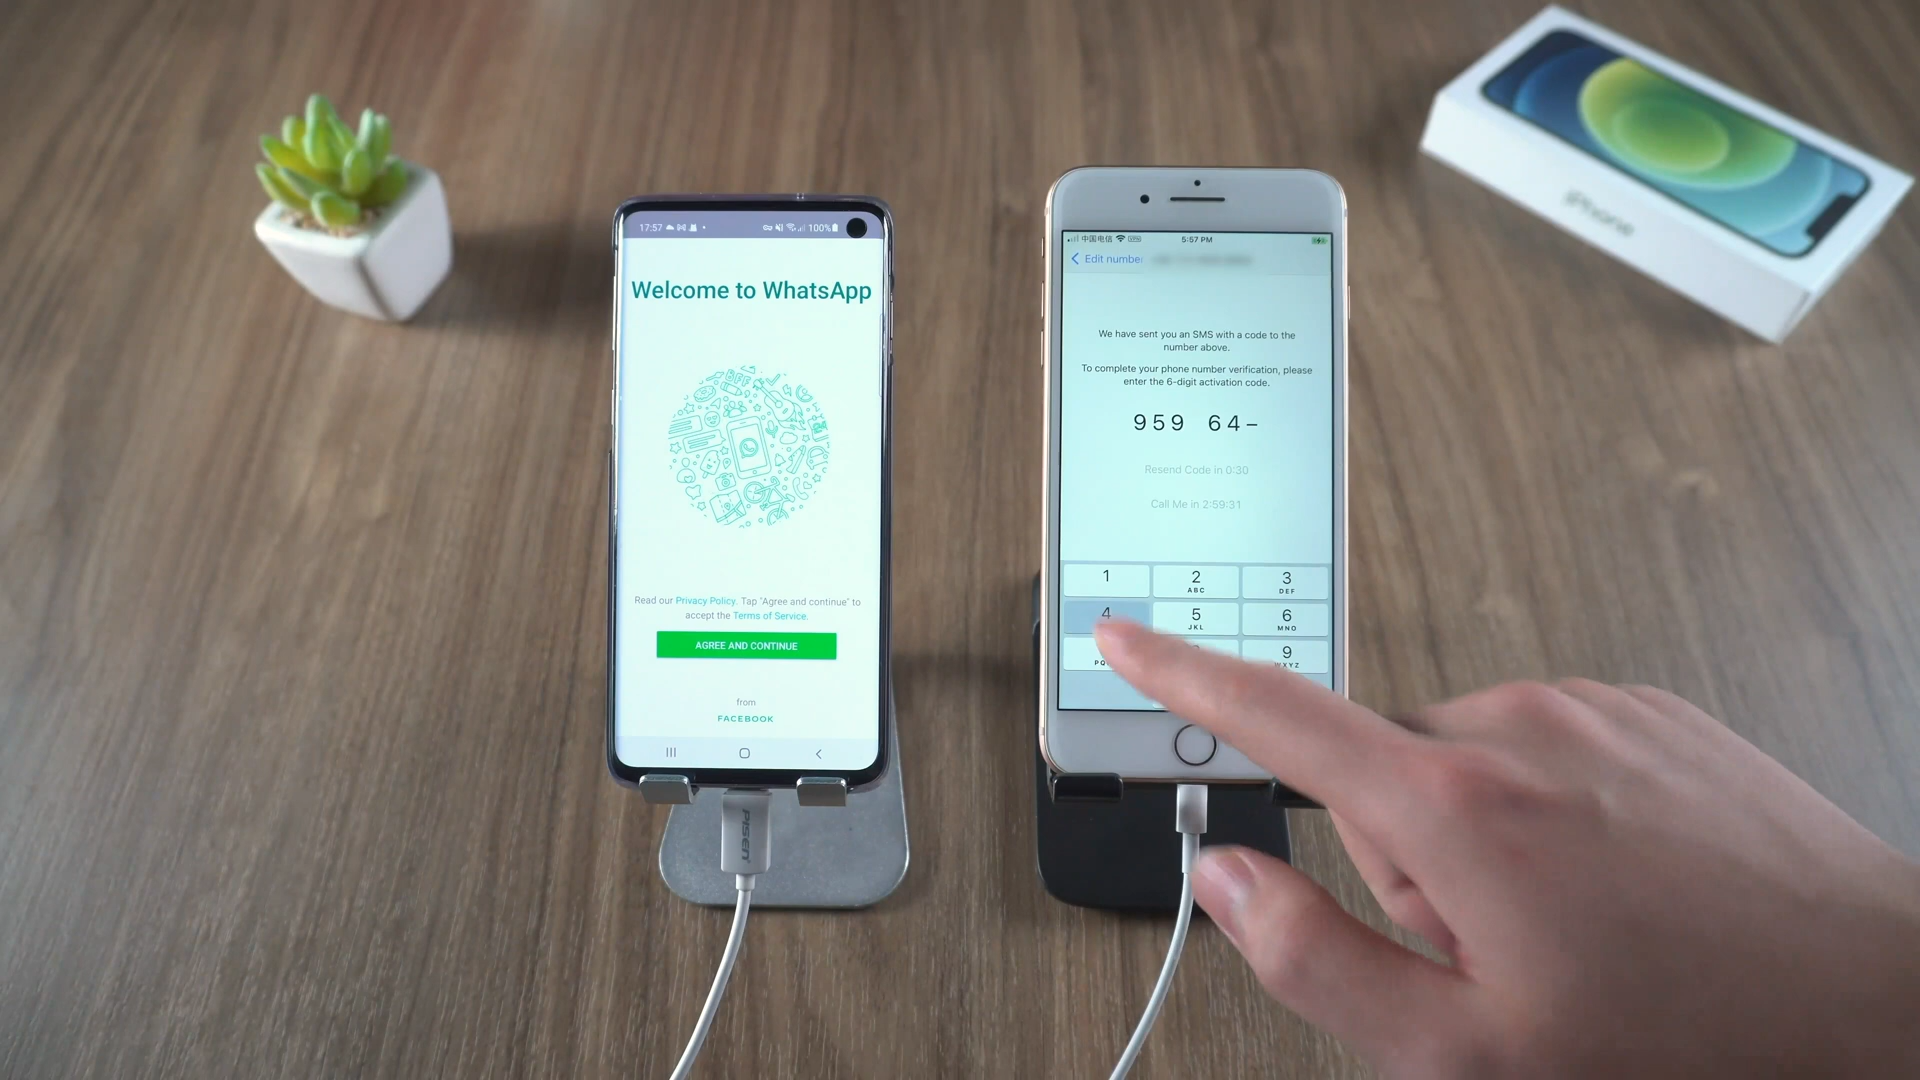 17:57
100%
Welcome to WhatsApp
Read our Privacy Policy. Tap "Agree and continue" to
accept the Terms of Service.
AGREE AND CONTINUE
from
FACEBOOK
PISEN
中国电信 VPN
5:57 PM
Edit number
We have sent you an SMS with a code to the
number above.
To complete your phone number verification, please
enter the 6-digit activation code.
959 64–
Resend Code in 0:30
Call Me in 2:59:31
1
2
ABC
3
DEF
4
5
JKL
6
MNO
PQ
9
WXYZ
iPhone